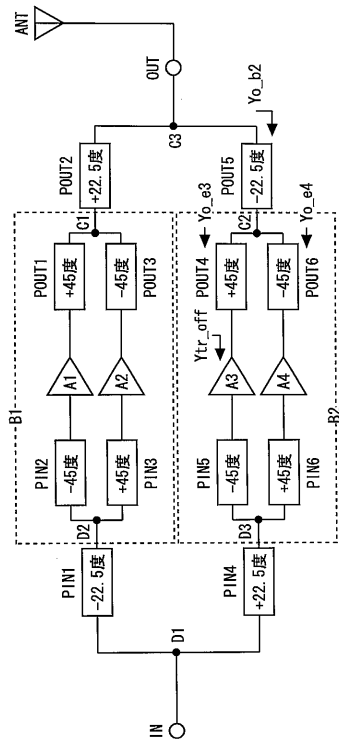 ANT
OUT
C3
POUT2
+22.5度
POUT5
-22.5度
Yo_b2
B1
C1
POUT1
+45度
POUT3
-45度
A1
A2
PIN2
-45度
PIN3
+45度
D2
PIN1
-22.5度
B2
C2
Yo_e3
Yo_e4
POUT4
+45度
POUT6
-45度
Ytr_off
A3
A4
PIN5
-45度
PIN6
+45度
D3
PIN4
+22.5度
D1
IN